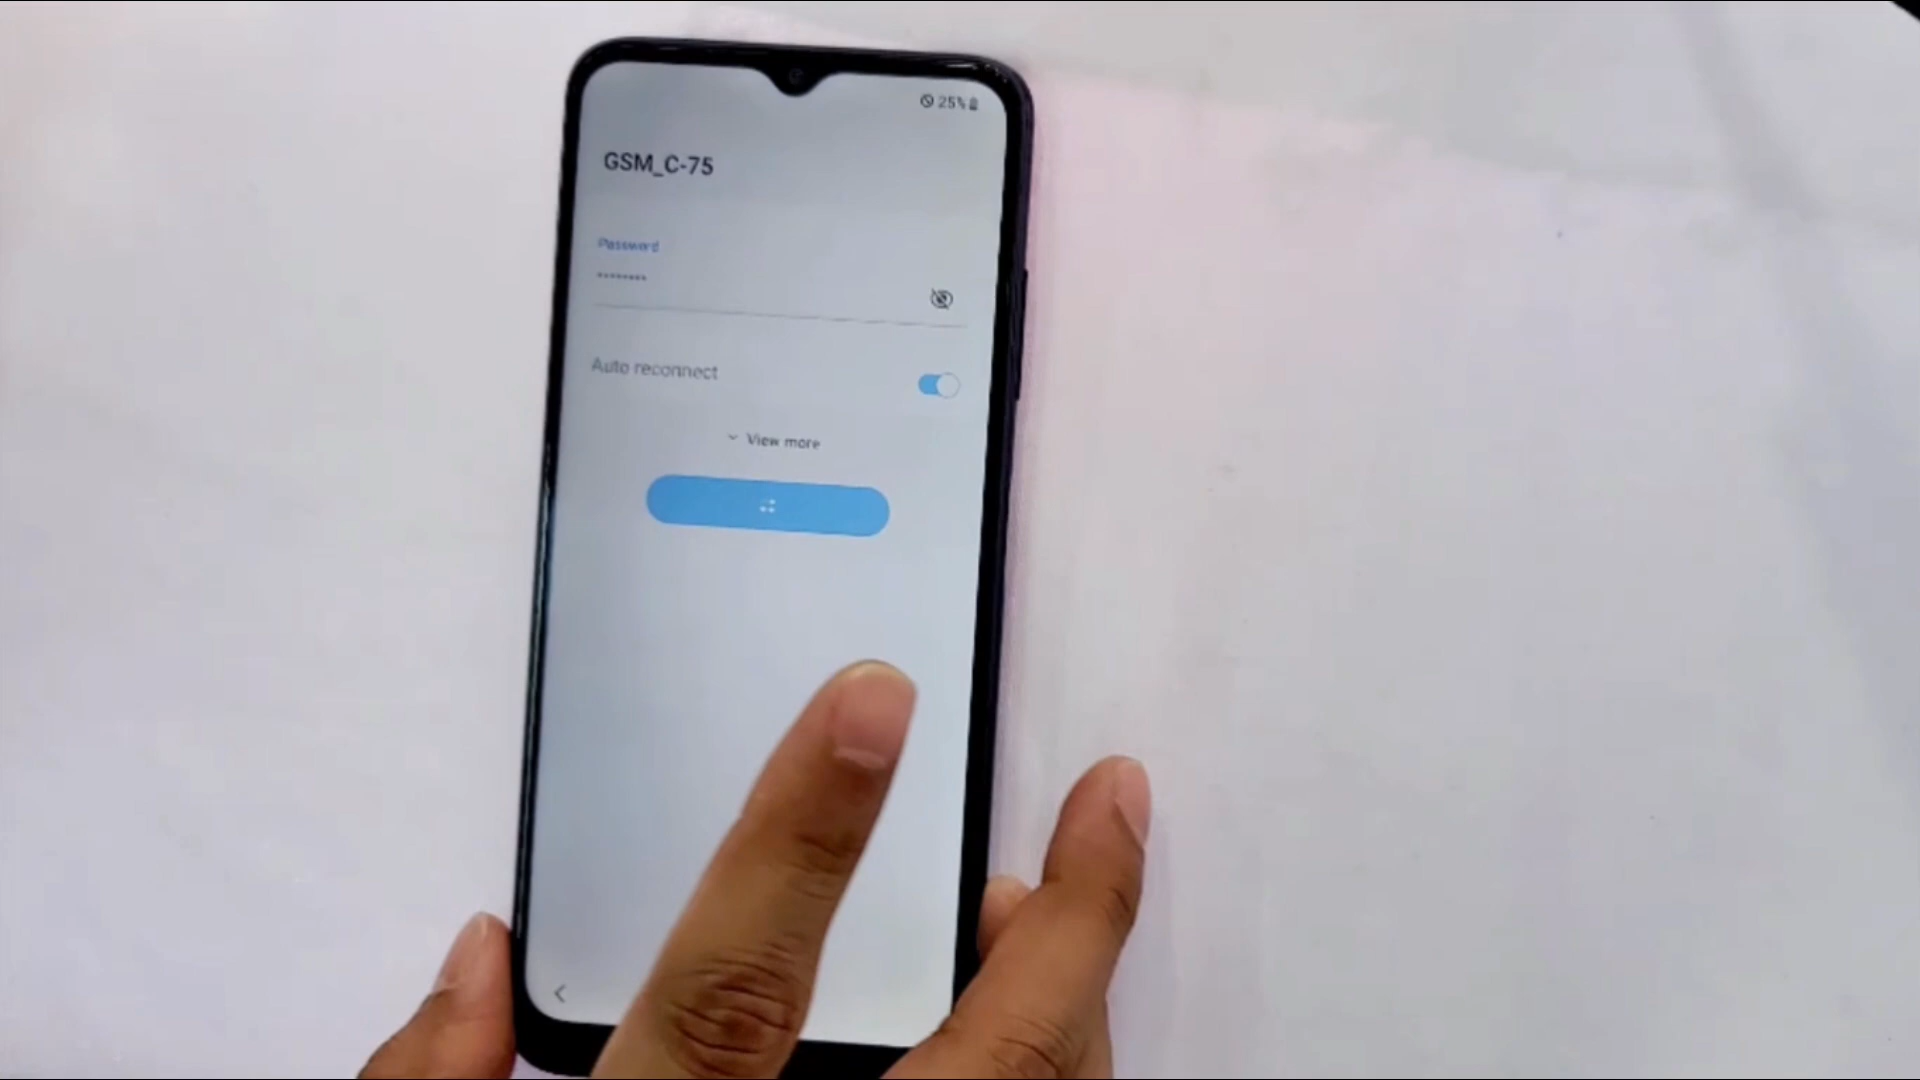 25%
GSM_C-75
Password
••••••••
Auto reconnect
View more